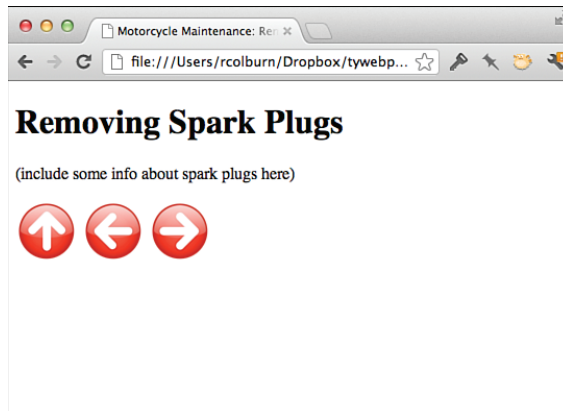 Motorcycle Maintenance: Ren
file:///Users/rcolburn/Dropbox/tywebp...
Removing Spark Plugs
(include some info about spark plugs here)